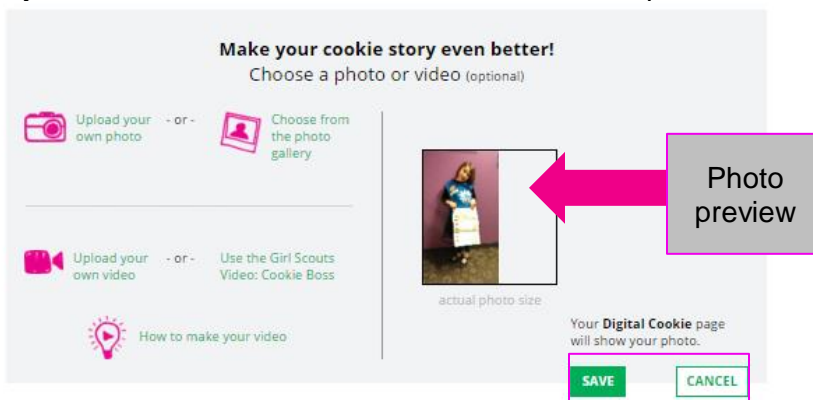 Make your cookie story even better!
Choose a photo or video (optional)
Upload your
own photo
- or -
Choose from
the photo
gallery
Upload your
own video
- or -
Use the Girl Scouts
Video: Cookie Boss
How to make your video
actual photo size
Photo
preview
Your Digital Cookie page
will show your photo.
SAVE
CANCEL